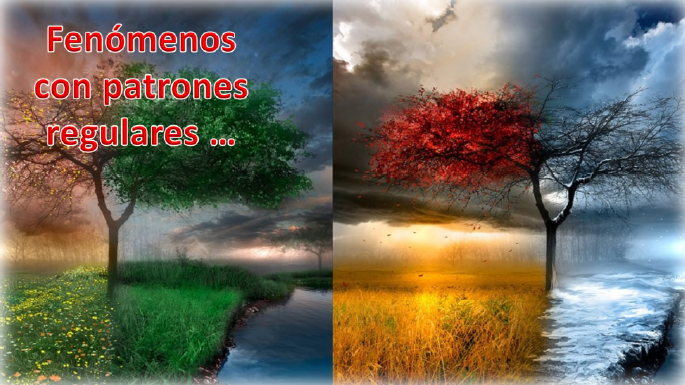 Fenómenos
con patrones
regulares ...